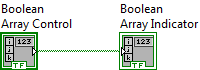 Boolean
Array Control
Boolean
Array Indicator
i
j
k
123
TF
i
j
k
123
TF